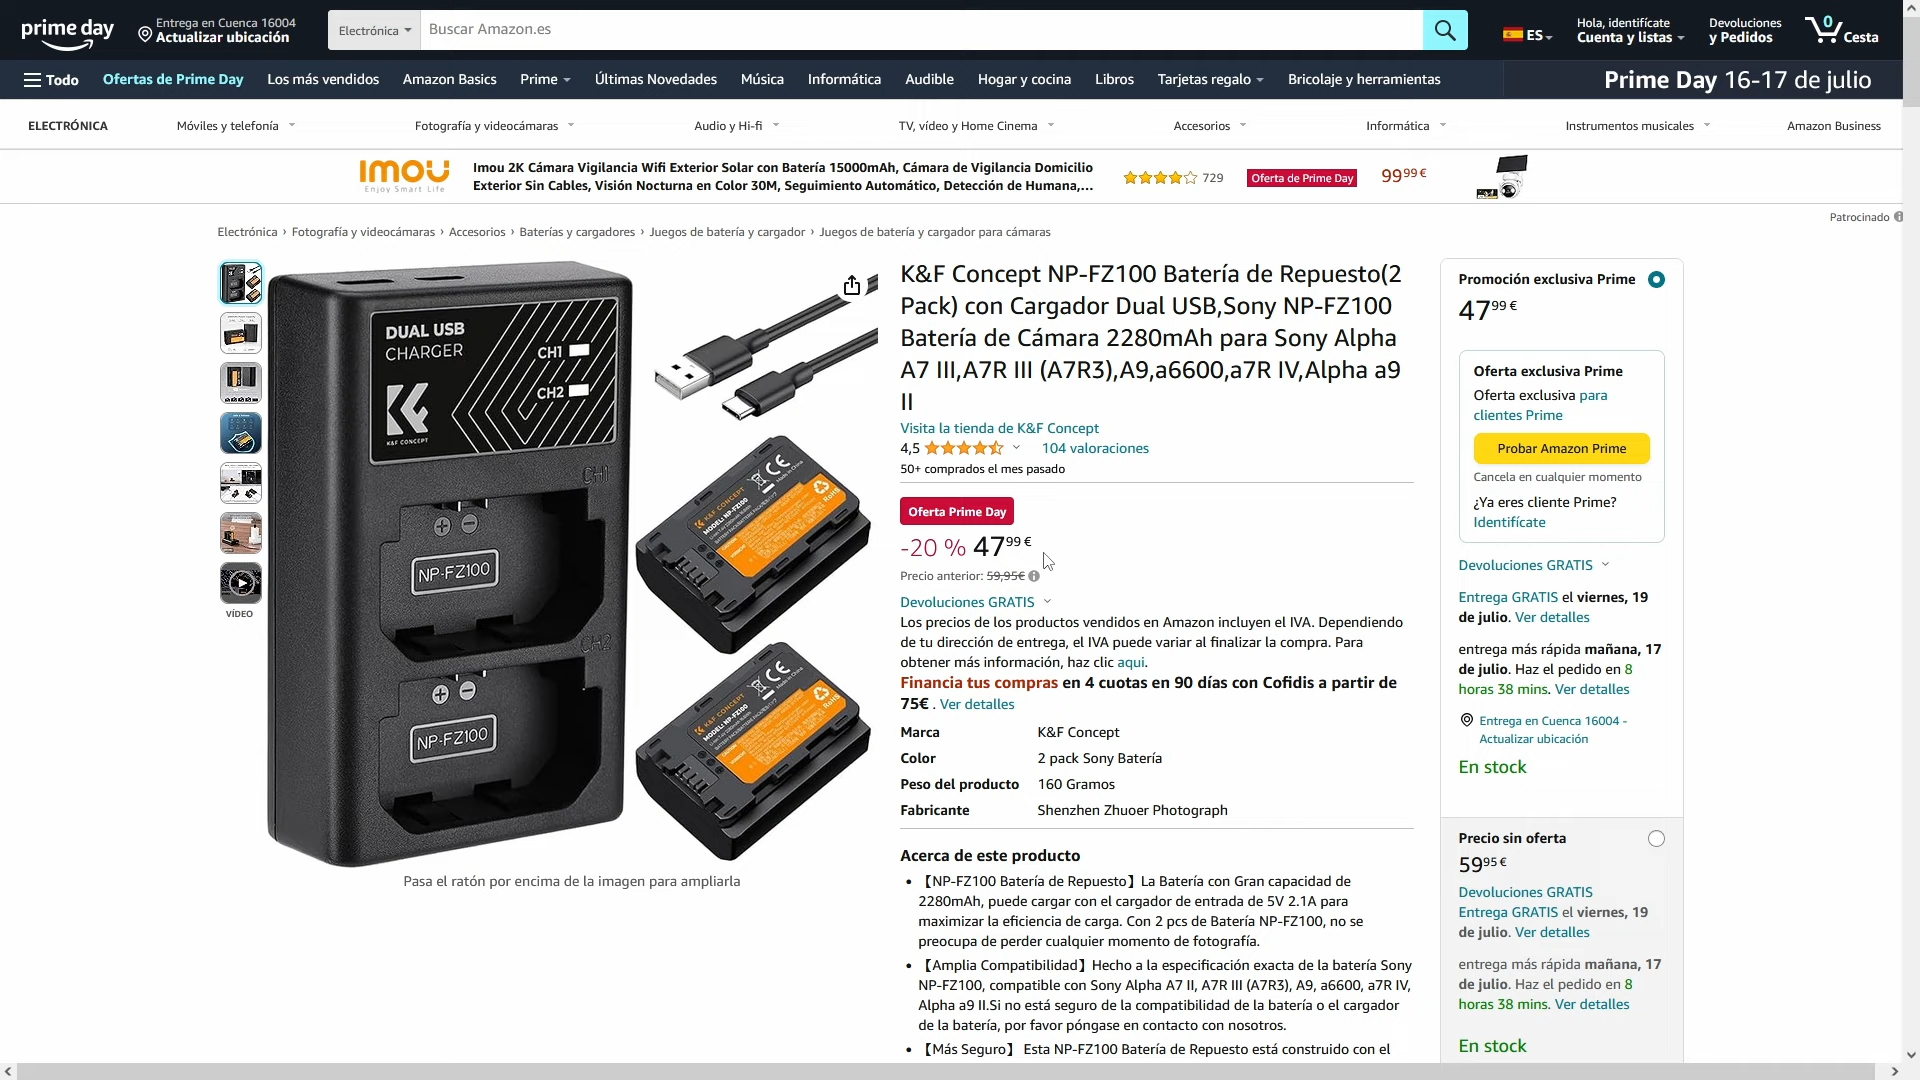 prime day
Entrega en Cuenca 16004
Actualizar ubicación
Electrónica
Buscar Amazon.es
ES
Hola, identifícate
Cuenta y listas
Devoluciones
y Pedidos
0
Cesta
Todo
Ofertas de Prime Day
Los más vendidos
Amazon Basics
Prime
Últimas Novedades
Música
Informática
Audible
Hogar y cocina
Libros
Tarjetas regalo
Bricolaje y herramientas
Prime Day 16-17 de julio
ELECTRÓNICA
Móviles y telefonía
Fotografía y videocámaras
Audio y Hi-fi
TV, vídeo y Home Cinema
Accesorios
Informática
Instrumentos musicales
Amazon Business
imou
Enjoy Smart Life
Imou 2K Cámara Vigilancia Wifi Exterior Solar con Batería 15000mAh, Cámara de Vigilancia Domicilio
Exterior Sin Cables, Visión Nocturna en Color 30M, Seguimiento Automático, Detección de Humana,...
729
Oferta de Prime Day
99,99 €
Patrocinado
Electrónica › Fotografía y videocámaras › Accesorios › Baterías y cargadores › Juegos de batería y cargador › Juegos de batería y cargador para cámaras
DUAL USB
CHARGER
CH1
CH2
K&F CONCEPT
CH1
NP-FZ100
CH2
NP-FZ100
K&F CONCEPT
MODEL: NP-FZ100
Made in China
RoHS
K&F CONCEPT
MODEL: NP-FZ100
Made in China
RoHS
VÍDEO
Pasa el ratón por encima de la imagen para ampliarla
K&F Concept NP-FZ100 Batería de Repuesto(2
Pack) con Cargador Dual USB,Sony NP-FZ100
Batería de Cámara 2280mAh para Sony Alpha
A7 III,A7R III (A7R3),A9,a6600,a7R IV,Alpha a9
II
Visita la tienda de K&F Concept
4,5
104 valoraciones
50+ comprados el mes pasado
Oferta Prime Day
-20 % 47 99 €
Precio anterior: 59,95€
Devoluciones GRATIS
Los precios de los productos vendidos en Amazon incluyen el IVA. Dependiendo
de tu dirección de entrega, el IVA puede variar al finalizar la compra. Para
obtener más información, haz clic aqui.
Financia tus compras en 4 cuotas en 90 días con Cofidis a partir de
75€ . Ver detalles
Marca K&F Concept
Color 2 pack Sony Batería
Peso del producto 160 Gramos
Fabricante Shenzhen Zhuoer Photograph
Acerca de este producto
• 【NP-FZ100 Batería de Repuesto】La Batería con Gran capacidad de
2280mAh, puede cargar con el cargador de entrada de 5V 2.1A para
maximizar la eficiencia de carga. Con 2 pcs de Batería NP-FZ100, no se
preocupa de perder cualquier momento de fotografía.
• 【Amplia Compatibilidad】Hecho a la especificación exacta de la batería Sony
NP-FZ100, compatible con Sony Alpha A7 II, A7R III (A7R3), A9, a6600, a7R IV,
Alpha a9 II.Si no está seguro de la compatibilidad de la batería o el cargador
de la batería, por favor póngase en contacto con nosotros.
• 【Más Seguro】 Esta NP-FZ100 Batería de Repuesto está construido con el
Promoción exclusiva Prime
47 99 €
Oferta exclusiva Prime
Oferta exclusiva para
clientes Prime
Probar Amazon Prime
Cancela en cualquier momento
¿Ya eres cliente Prime?
Identifícate
Devoluciones GRATIS
Entrega GRATIS el viernes, 19
de julio. Ver detalles
entrega más rápida mañana, 17
de julio. Haz el pedido en 8
horas 38 mins. Ver detalles
Entrega en Cuenca 16004 -
Actualizar ubicación
En stock
Precio sin oferta
59 95 €
Devoluciones GRATIS
Entrega GRATIS el viernes, 19
de julio. Ver detalles
entrega más rápida mañana, 17
de julio. Haz el pedido en 8
horas 38 mins. Ver detalles
En stock